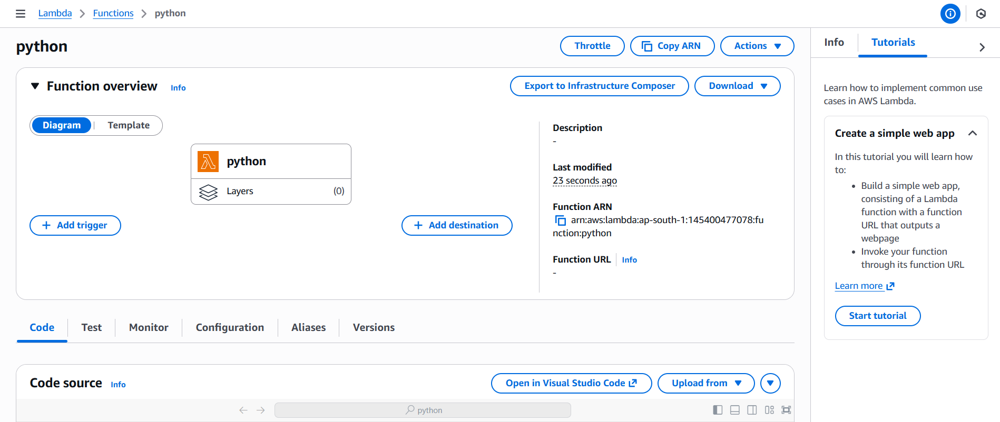 Lambda
Functions
python
python
Throttle
Copy ARN
Actions
Info
Tutorials
Function overview
Info
Export to Infrastructure Composer
Download
Diagram
Template
python
Layers
(0)
Add trigger
Add destination
Description
-
Last modified
23 seconds ago
Function ARN
arn:aws:lambda:ap-south-1:145400477078:fu
nction:python
Function URL
Info
-
Learn how to implement common use
cases in AWS Lambda.
Create a simple web app
In this tutorial you will learn how
to:
• Build a simple web app,
consisting of a Lambda
function with a function
URL that outputs a
webpage
• Invoke your function
through its function URL
Learn more
Start tutorial
Code
Test
Monitor
Configuration
Aliases
Versions
Code source
Info
Open in Visual Studio Code
Upload from
python